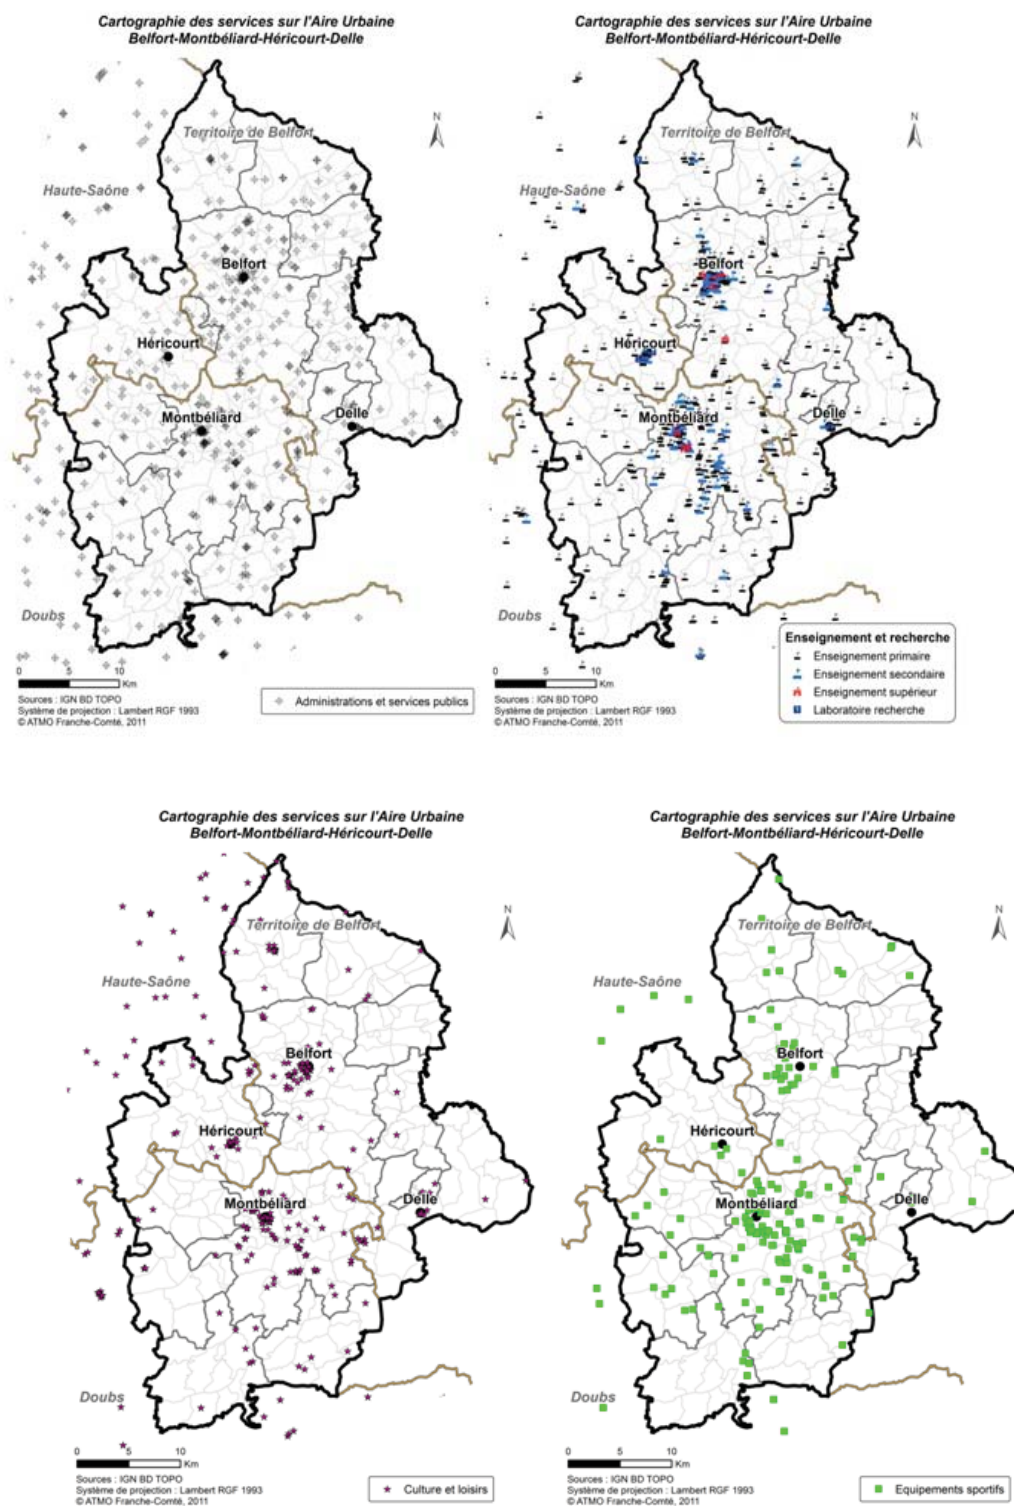 Cartographie des services sur l'Aire Urbaine
Belfort-Montbéliard-Héricourt-Delle
N
Territoire de Belfort
Haute-Saône
Belfort
Héricourt
Montbéliard
Delle
Doubs
0 5 10
Km
Sources : IGN BD TOPO
Système de projection : Lambert RGF 1993
© ATMO Franche-Comté, 2011
Administrations et services publics
Cartographie des services sur l'Aire Urbaine
Belfort-Montbéliard-Héricourt-Delle
N
Territoire de Belfort
Haute-Saône
Belfort
Héricourt
Montbéliard
Delle
Doubs
0 5 10
Km
Sources : IGN BD TOPO
Système de projection : Lambert RGF 1993
© ATMO Franche-Comté, 2011
Enseignement et recherche
Enseignement primaire
Enseignement secondaire
Enseignement supérieur
Laboratoire recherche
Cartographie des services sur l'Aire Urbaine
Belfort-Montbéliard-Héricourt-Delle
N
Territoire de Belfort
Haute-Saône
Belfort
Héricourt
Montbéliard
Delle
Doubs
0 5 10
Km
Sources : IGN BD TOPO
Système de projection : Lambert RGF 1993
© ATMO Franche-Comté, 2011
Culture et loisirs
Cartographie des services sur l'Aire Urbaine
Belfort-Montbéliard-Héricourt-Delle
N
Territoire de Belfort
Haute-Saône
Belfort
Héricourt
Montbéliard
Delle
Doubs
0 5 10
Km
Sources : IGN BD TOPO
Système de projection : Lambert RGF 1993
© ATMO Franche-Comté, 2011
Equipements sportifs